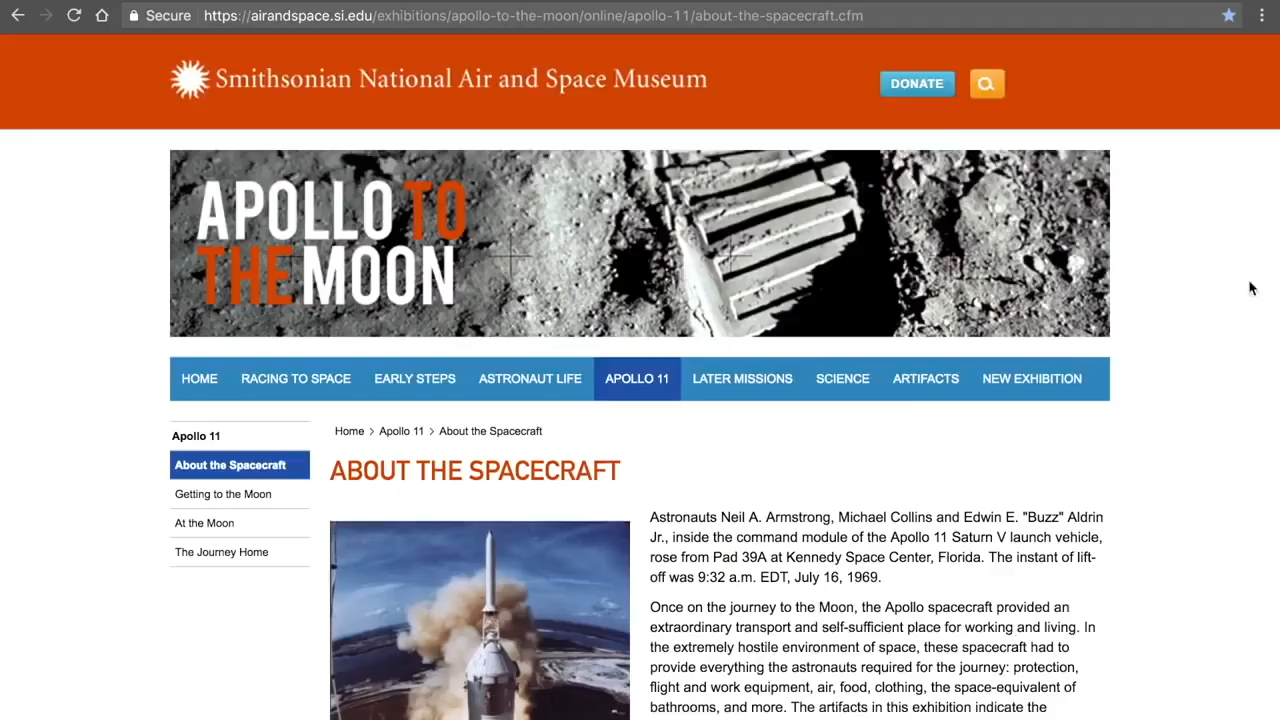 Secure https://airandspace.si.edu/exhibitions/apollo-to-the-moon/online/apollo-11/about-the-spacecraft.cfm
Smithsonian National Air and Space Museum
DONATE
APOLLO TO
THE MOON
HOME RACING TO SPACE EARLY STEPS ASTRONAUT LIFE APOLLO 11 LATER MISSIONS SCIENCE ARTIFACTS NEW EXHIBITION
Apollo 11
About the Spacecraft
Getting to the Moon
At the Moon
The Journey Home
Home > Apollo 11 > About the Spacecraft
ABOUT THE SPACECRAFT
Astronauts Neil A. Armstrong, Michael Collins and Edwin E. "Buzz" Aldrin
Jr., inside the command module of the Apollo 11 Saturn V launch vehicle,
rose from Pad 39A at Kennedy Space Center, Florida. The instant of lift-
off was 9:32 a.m. EDT, July 16, 1969.
Once on the journey to the Moon, the Apollo spacecraft provided an
extraordinary transport and self-sufficient place for working and living. In
the extremely hostile environment of space, these spacecraft had to
provide everything the astronauts required for the journey: protection,
flight and work equipment, air, food, clothing, the space-equivalent of
bathrooms, and more. The artifacts in this exhibition indicate the